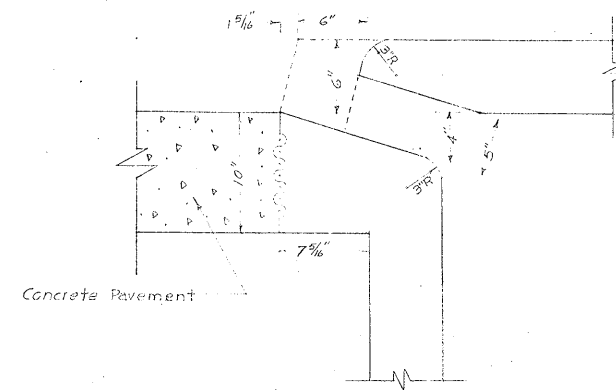 1 5/16" 6"
3"R
6"
10"
4"
5"
3"R
7 5/16"
Concrete Pavement